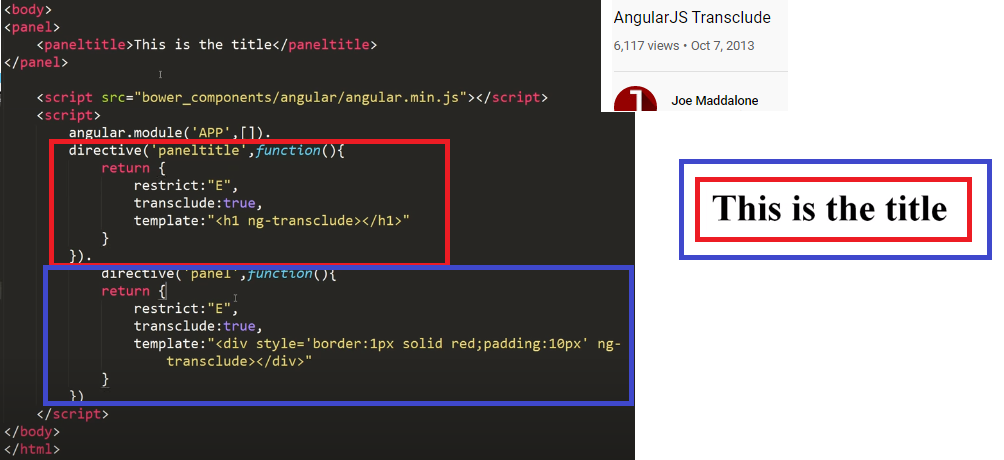 <body>
<panel>
    <paneltitle>This is the title</paneltitle>
</panel>
    <script src="bower_components/angular/angular.min.js"></script>
    <script>
        angular.module('APP',[]).
        directive('paneltitle',function(){
            return {
                restrict:"E",
                transclude:true,
                template:"<h1 ng-transclude></h1>"
            }
        }).
            directive('panel',function(){
            return {
                restrict:"E",
                transclude:true,
                template:"<div style='border:1px solid red;padding:10px' ng-
                    transclude></div>"
            }
        })
    </script>
</body>
</html>
AngularJS Transclude
6,117 views • Oct 7, 2013
1
Joe Maddalone
This is the title